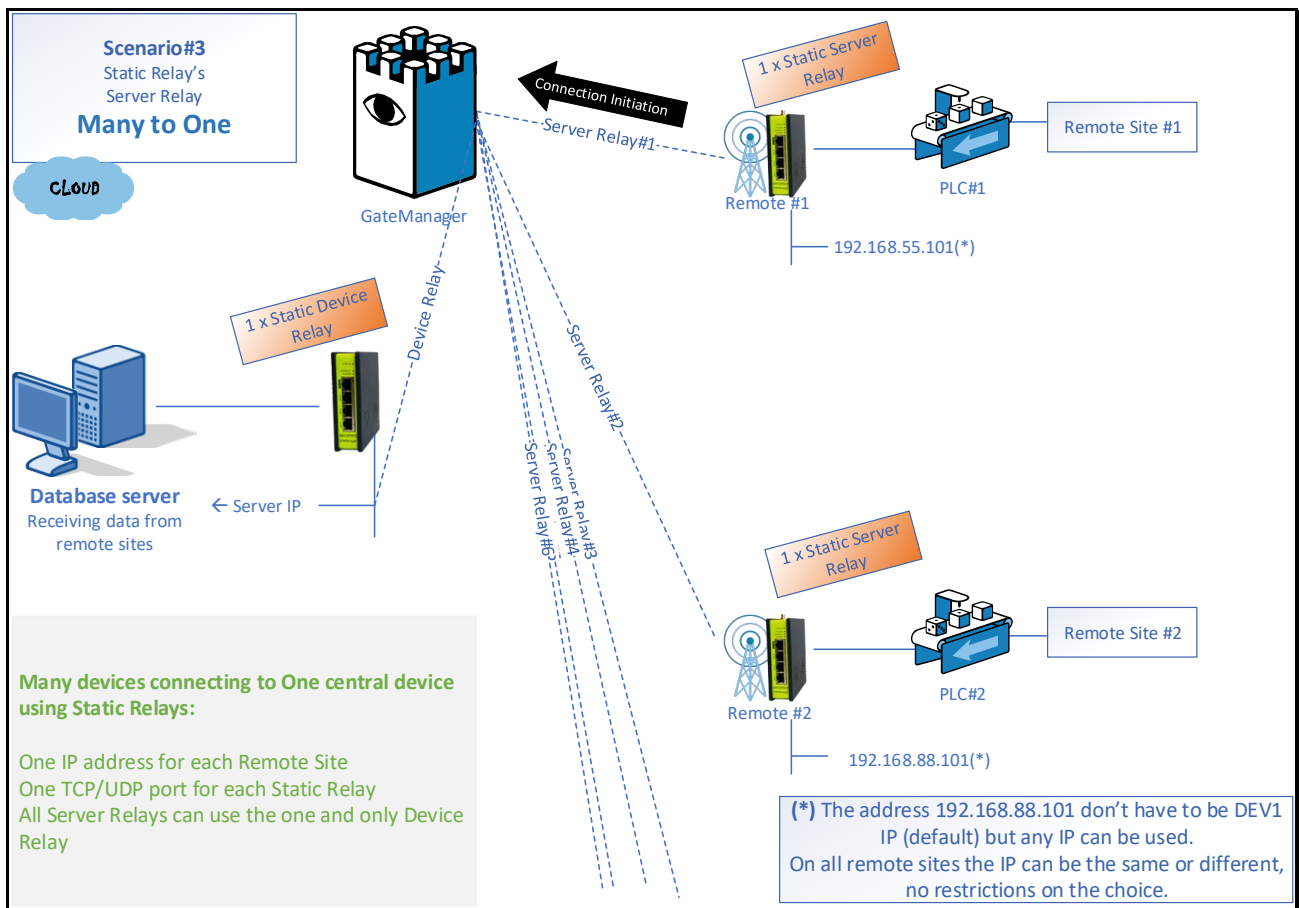 Scenario#3
Static Relay's
Server Relay
Many to One
CLOUD
GateManager
Connection Initiation
Server Relay#1
1 x Static Server
Relay
Remote #1
192.168.55.101(*)
PLC#1
Remote Site #1
1 x Static Device
Relay
Device Relay
Database server
Receiving data from
remote sites
← Server IP
Server Relay#2
Server Relay#3
Server Relay#4
Server Relay#6
1 x Static Server
Relay
Remote #2
192.168.88.101(*)
PLC#2
Remote Site #2
Many devices connecting to One central device
using Static Relays:
One IP address for each Remote Site
One TCP/UDP port for each Static Relay
All Server Relays can use the one and only Device
Relay
(*) The address 192.168.88.101 don't have to be DEV1
IP (default) but any IP can be used.
On all remote sites the IP can be the same or different,
no restrictions on the choice.